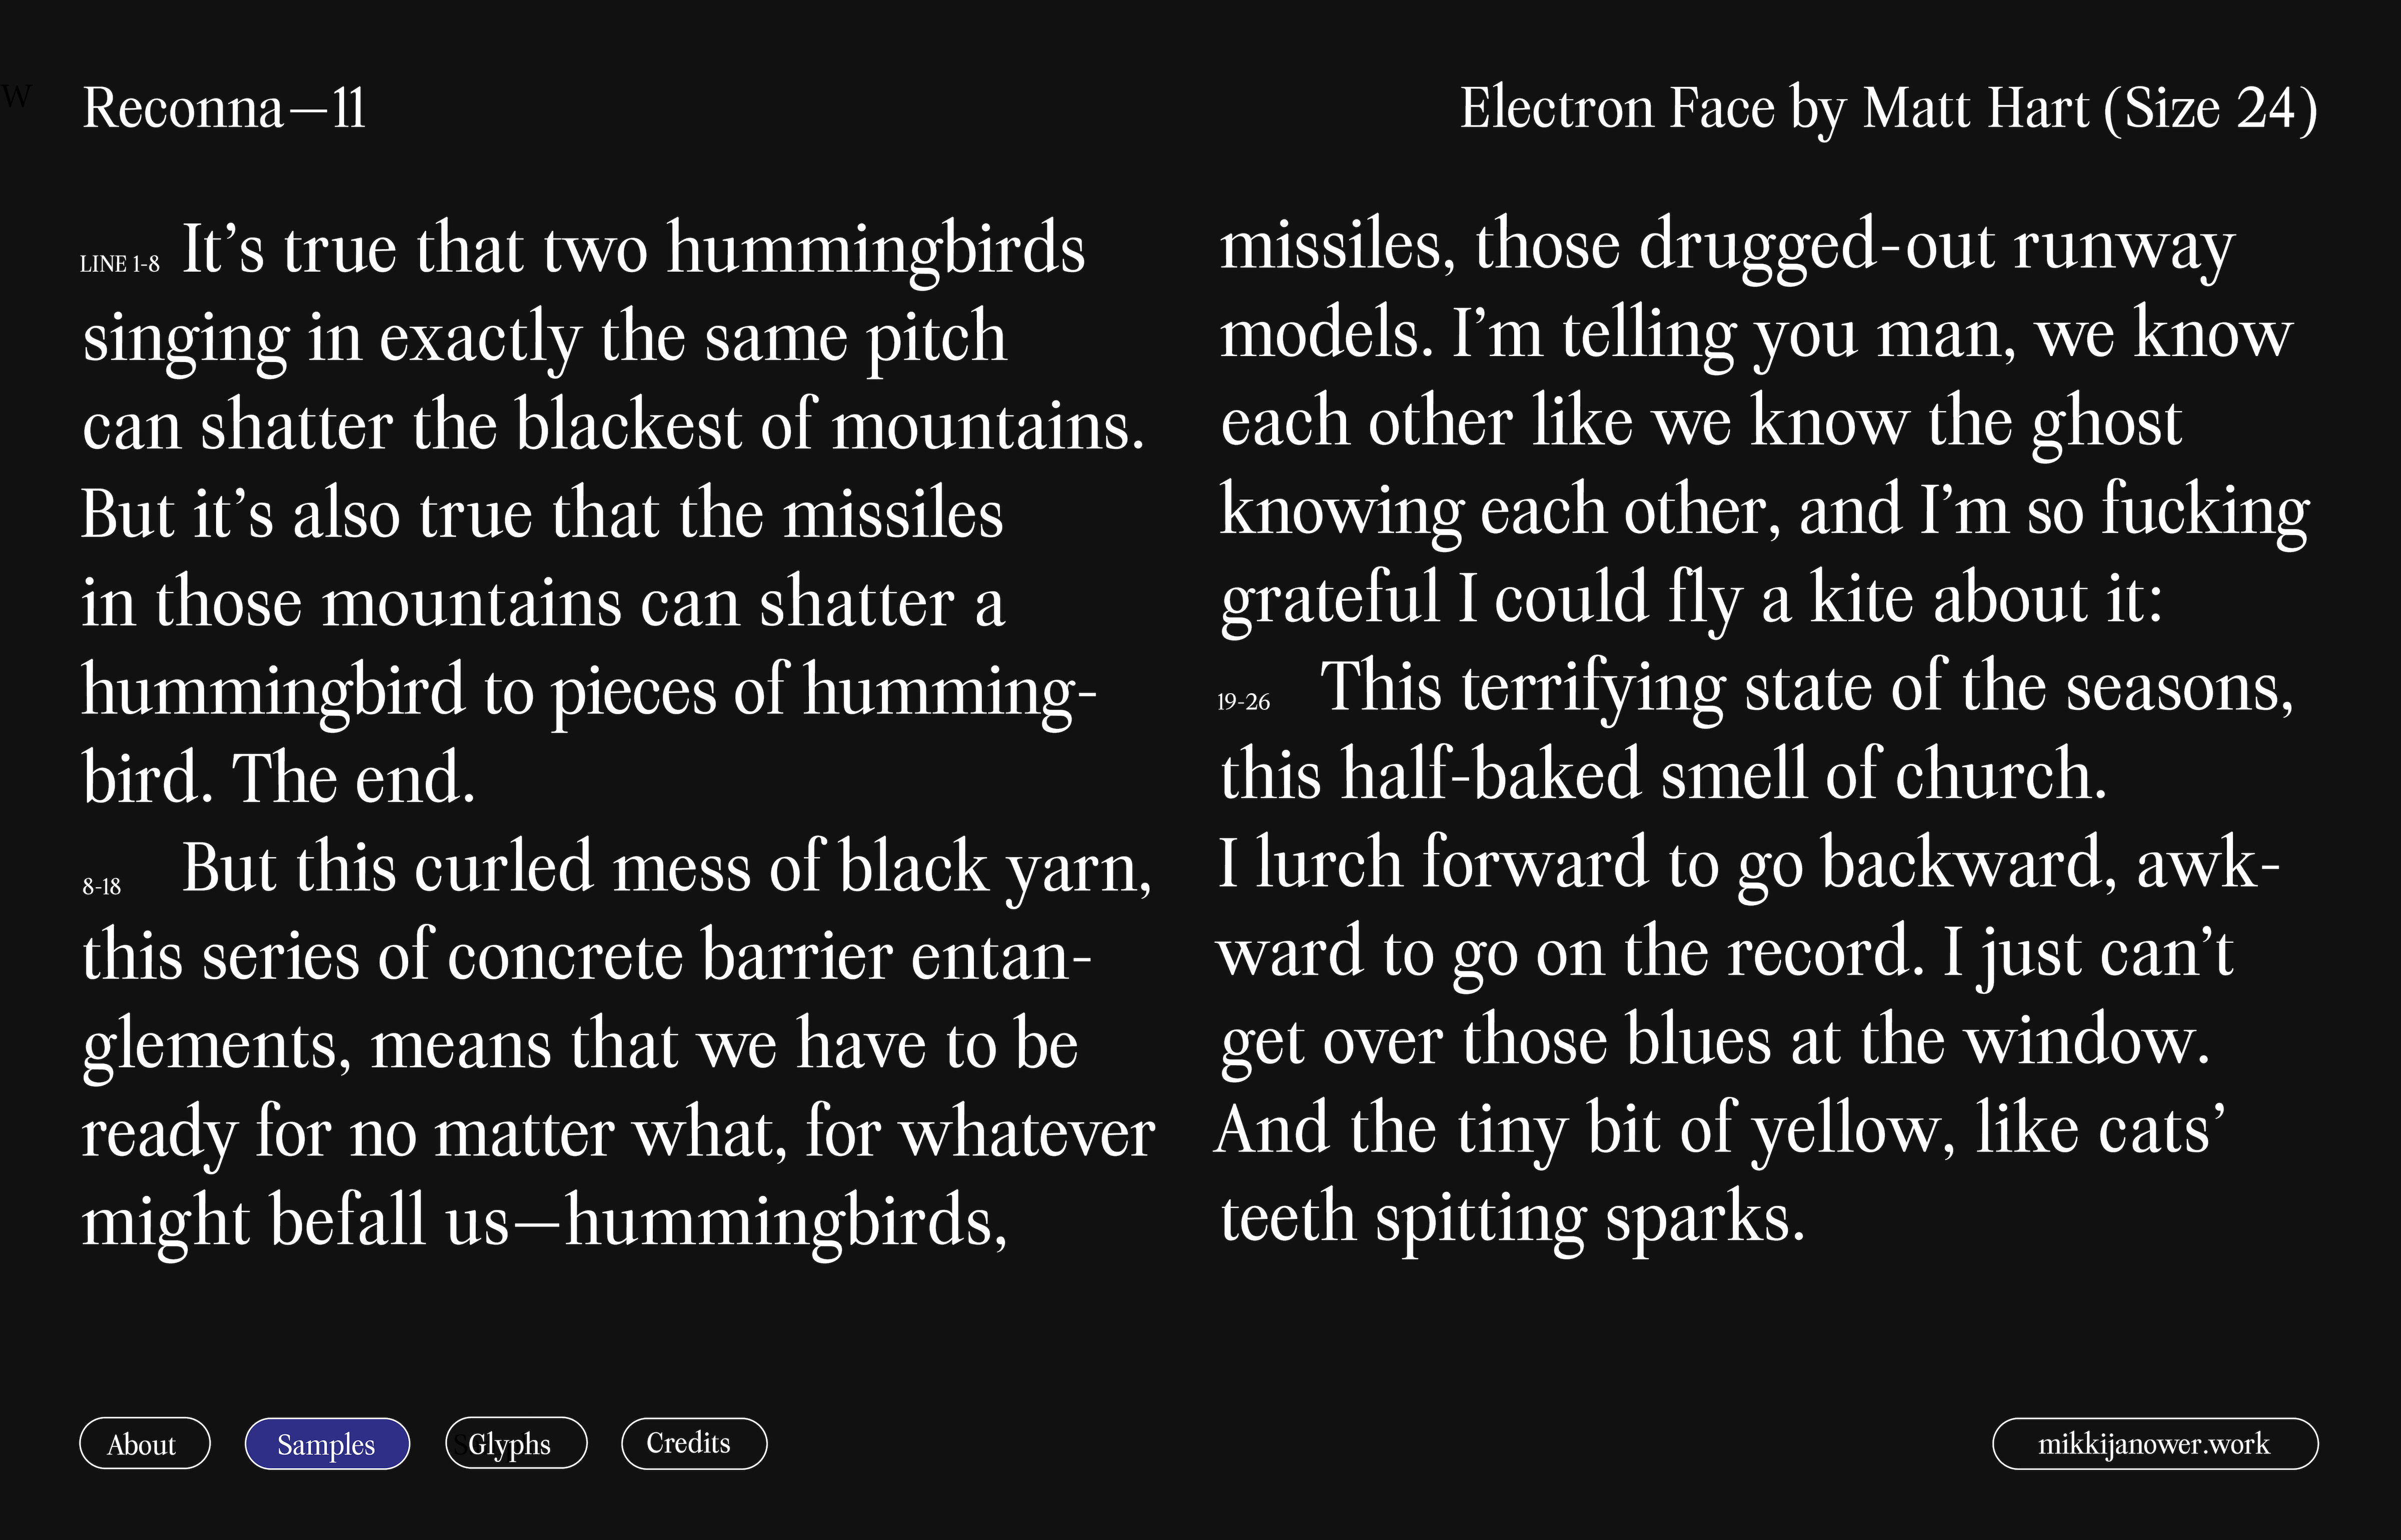 Reconna—11
Electron Face by Matt Hart (Size 24)
LINE 1-8 It’s true that two hummingbirds
singing in exactly the same pitch
can shatter the blackest of mountains.
But it’s also true that the missiles
in those mountains can shatter a
hummingbird to pieces of humming-
bird. The end.
8-18 But this curled mess of black yarn,
this series of concrete barrier entan-
glements, means that we have to be
ready for no matter what, for whatever
might befall us—hummingbirds,
missiles, those drugged-out runway
models. I’m telling you man, we know
each other like we know the ghost
knowing each other, and I’m so fucking
grateful I could fly a kite about it:
19-26 This terrifying state of the seasons,
this half-baked smell of church.
I lurch forward to go backward, awk-
ward to go on the record. I just can’t
get over those blues at the window.
And the tiny bit of yellow, like cats’
teeth spitting sparks.
About
Samples
Glyphs
Credits
mikkijanower.work